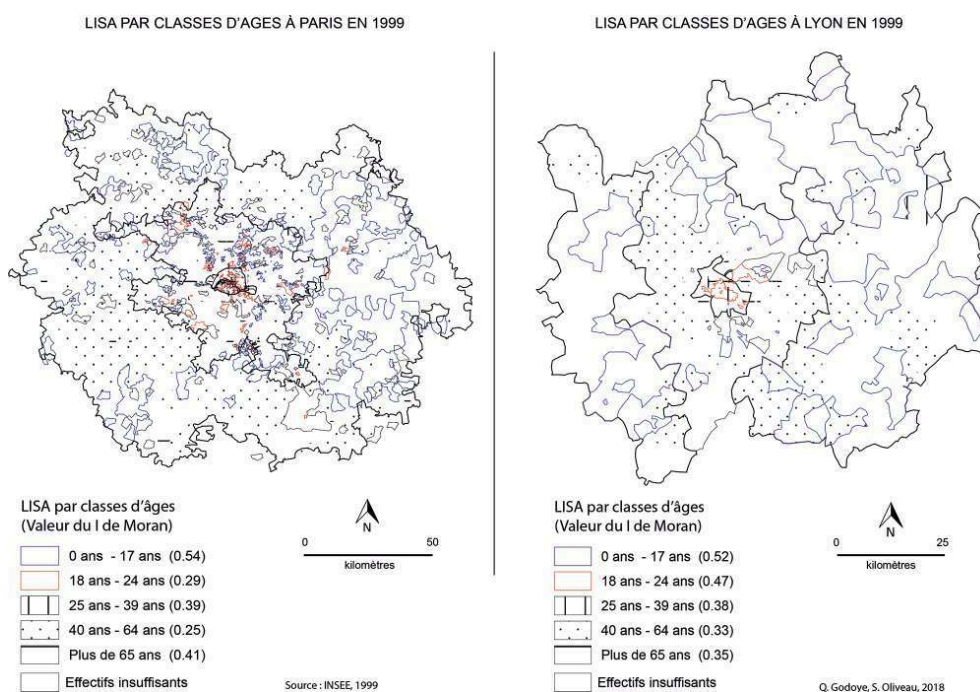 LISA PAR CLASSES D'AGES À PARIS EN 1999
LISA par classes d'âges
(Valeur du I de Moran)
0 ans - 17 ans (0.54)
18 ans - 24 ans (0.29)
25 ans - 39 ans (0.39)
40 ans - 64 ans (0.25)
Plus de 65 ans (0.41)
Effectifs insuffisants
N
0 50
kilomètres
Source : INSEE, 1999
LISA PAR CLASSES D'AGES À LYON EN 1999
LISA par classes d'âges
(Valeur du I de Moran)
0 ans - 17 ans (0.52)
18 ans - 24 ans (0.47)
25 ans - 39 ans (0.38)
40 ans - 64 ans (0.33)
Plus de 65 ans (0.35)
Effectifs insuffisants
N
0 25
kilomètres
Q. Godoye, S. Oliveau, 2018